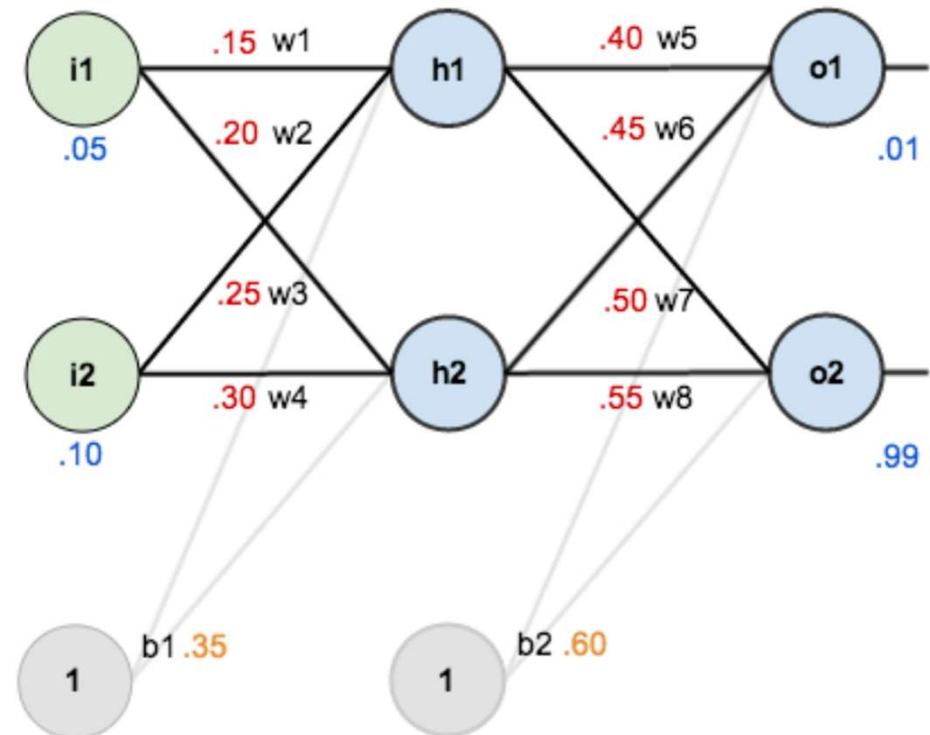 .15 w1
i1
h1
.40 w5
o1
.05
.20 w2
.45 w6
.01
.25 w3
.50 w7
i2
h2
o2
.10
.30 w4
.55 w8
.99
b1 .35
b2 .60
1
1